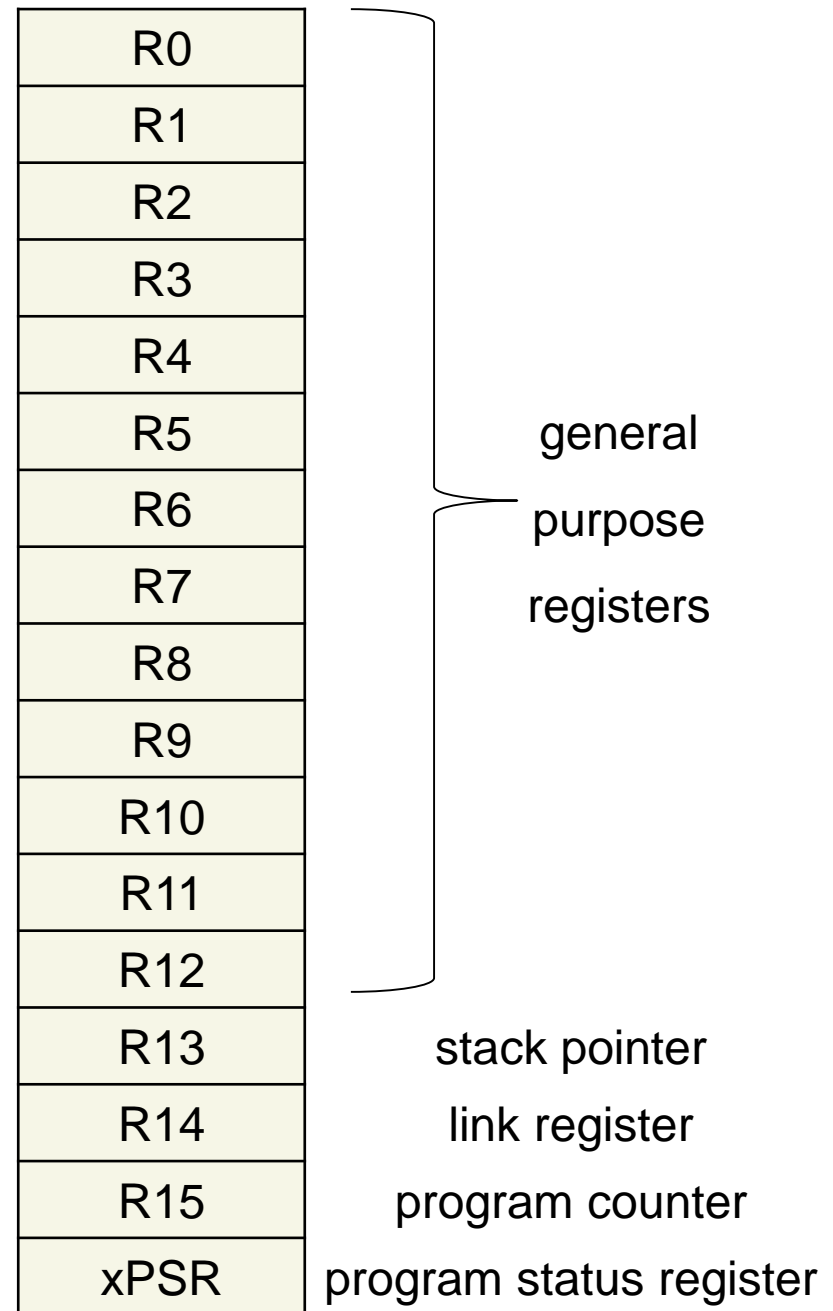 R0
R1
R2
R3
R4
R5
R6
R7
R8
R9
R10
R11
R12
general
purpose
registers
R13 stack pointer
R14 link register
R15 program counter
xPSR program status register